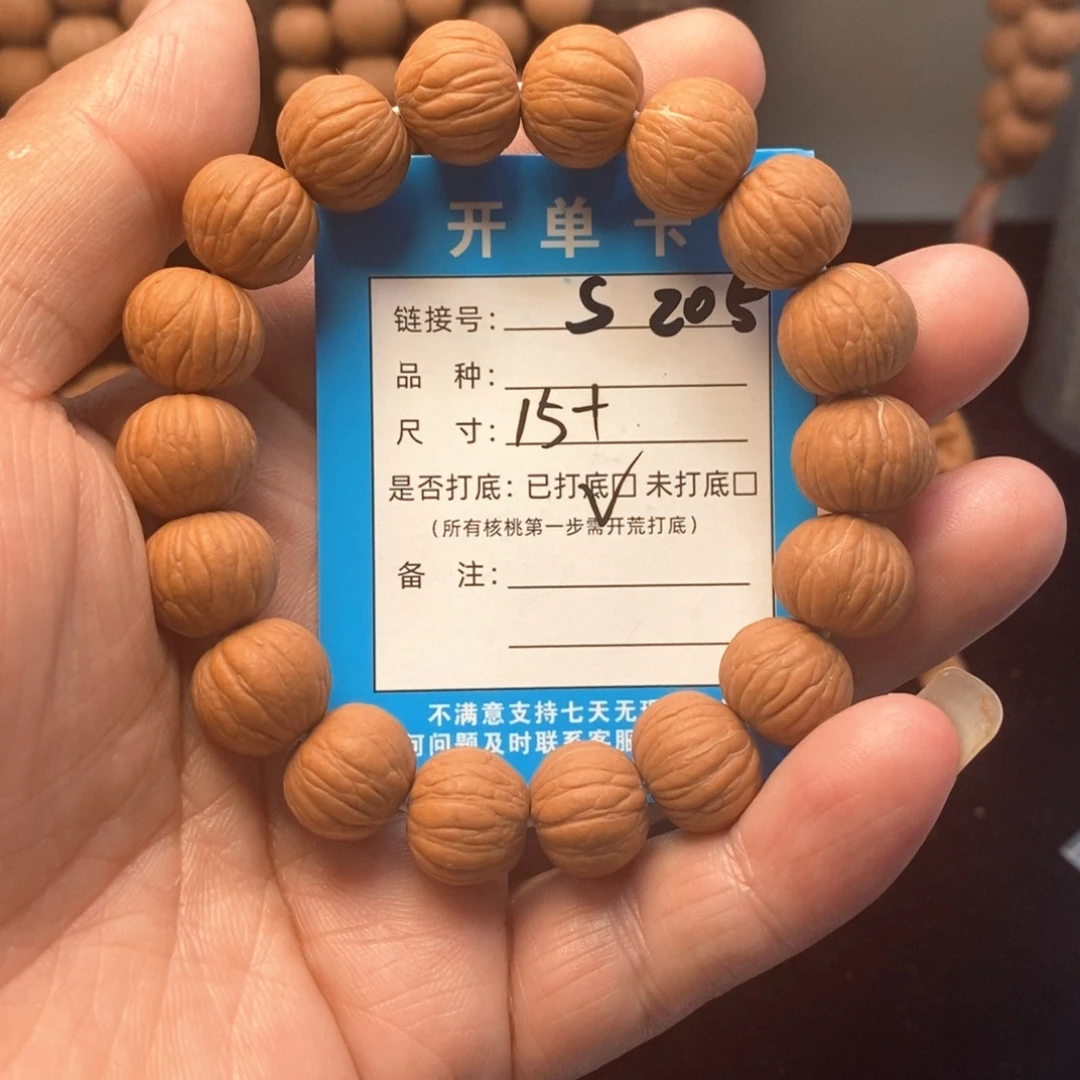 开单卡
链接号： S 205
品 种：
尺 寸： 15+
是否打底：已打底☑ 未打底□
（所有核桃第一步需开荒打底）
备 注：
不满意支持七天无
问题及时联系客服